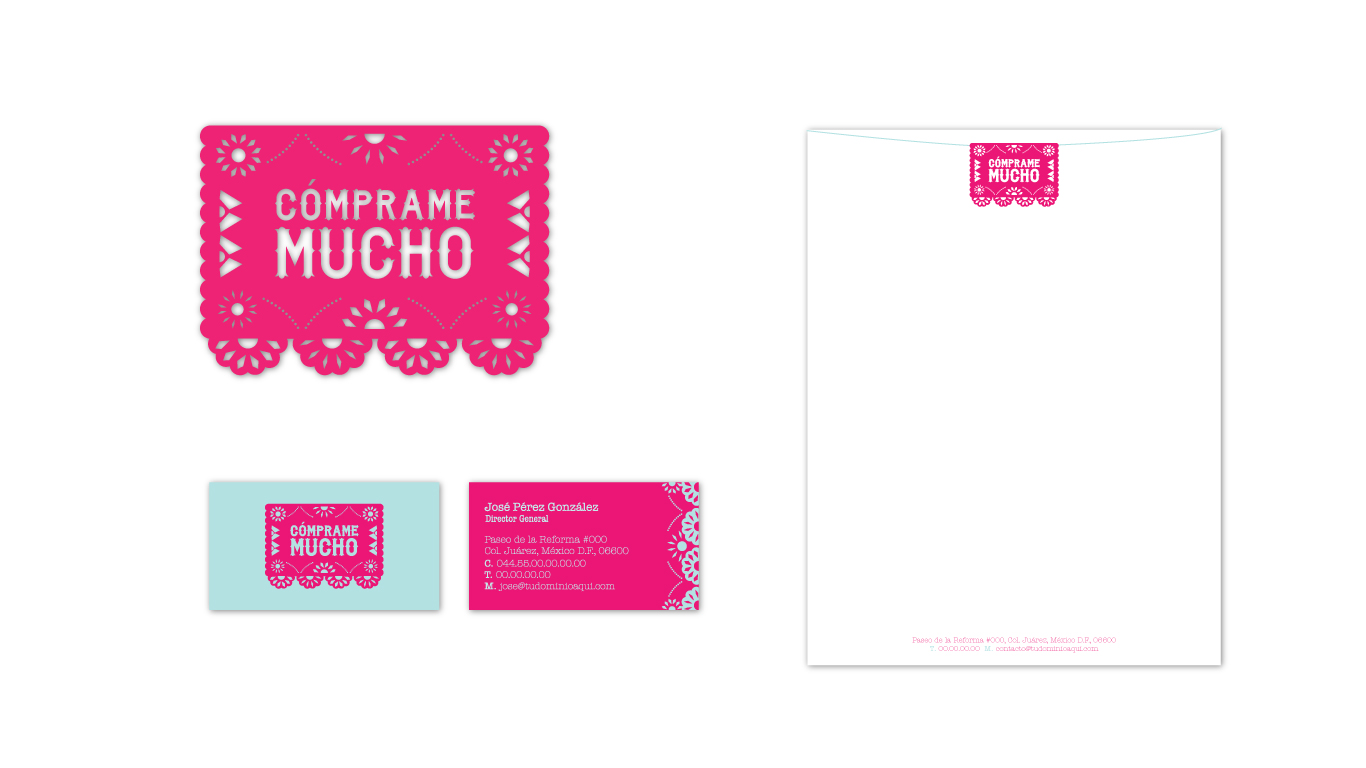 CÓMPRAME
MUCHO
CÓMPRAME
MUCHO
José Pérez González
Director General
Paseo de la Reforma #000
Col. Juárez, México D.F., 06600
C. 044.55.00.00.00.00
T. 00.00.00.00
M. jose@tudominioaqui.com
CÓMPRAME
MUCHO
Paseo de la Reforma #000, Col. Juárez, México D.F., 06600
T. 00.00.00.00 M. contacto@tudominioaqui.com